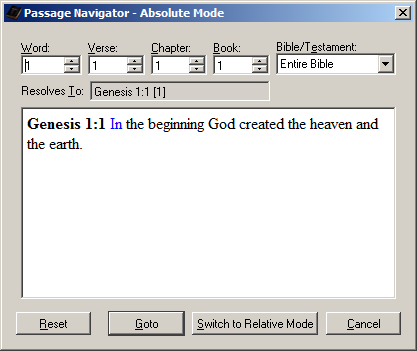 Passage Navigator - Absolute Mode
Word: Verse: Chapter: Book: Bible/Testament:
1 1 1 1 Entire Bible
Resolves To: Genesis 1:1 [1]
Genesis 1:1 In the beginning God created the heaven and
the earth.
Reset Goto Switch to Relative Mode Cancel